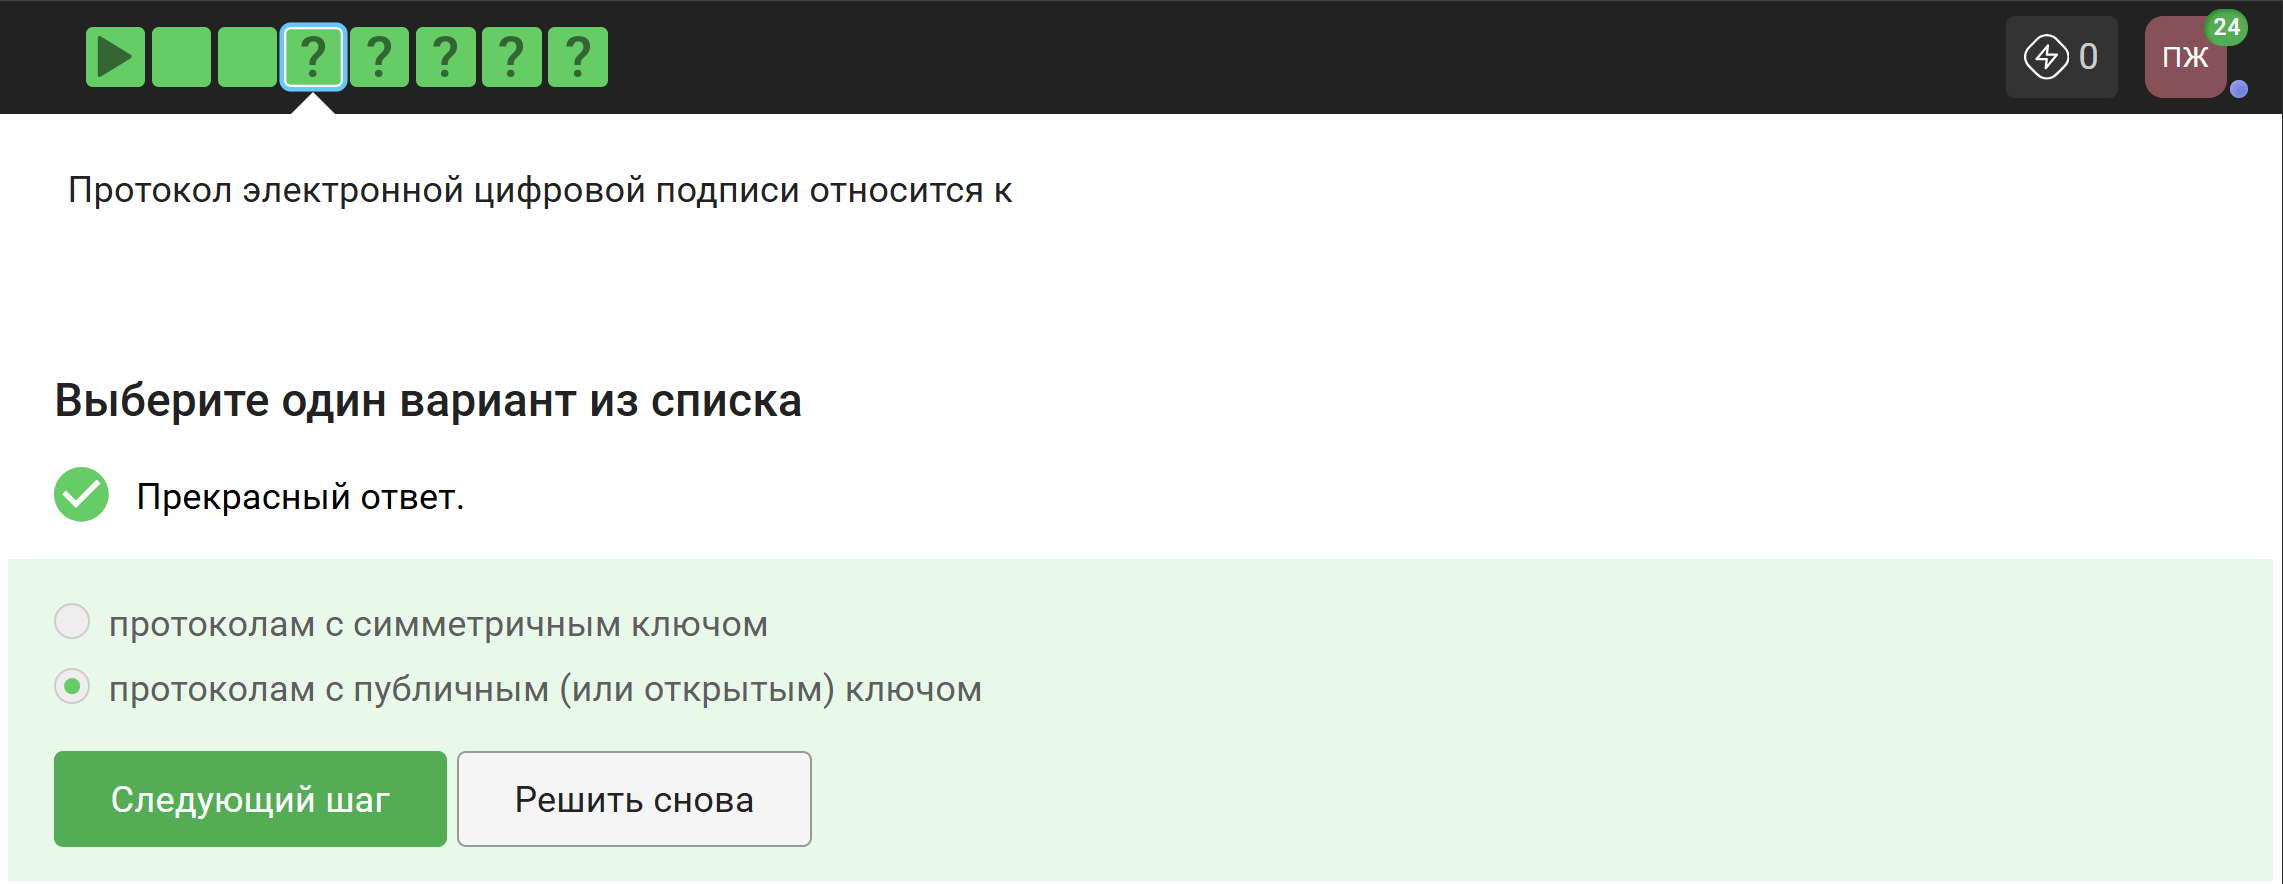 ? ? ? ? ?
0
ПЖ
24
Протокол электронной цифровой подписи относится к
Выберите один вариант из списка
Прекрасный ответ.
протоколам с симметричным ключом
протоколам с публичным (или открытым) ключом
Следующий шаг
Решить снова